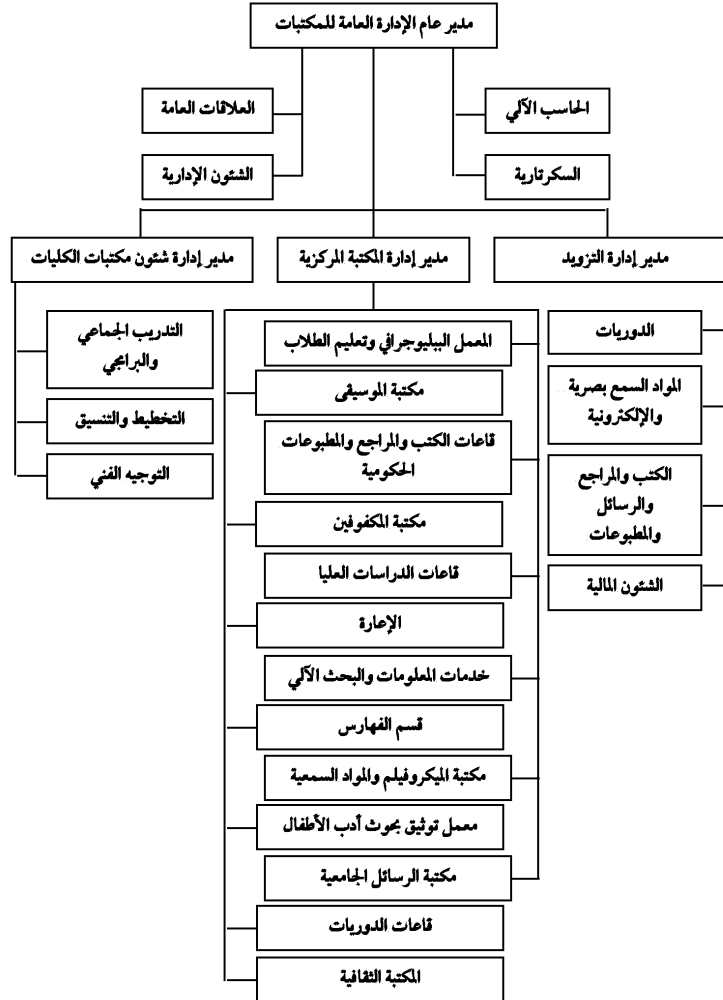 مدير عام الإدارة العامة للمكتبات
الحاسب الآلي
العلاقات العامة
السكرتارية
الشئون الإدارية
مدير إدارة التزويد
مدير إدارة المكتبة المركزية
مدير إدارة شئون مكتبات الكليات
الدوريات
المواد السمع بصرية
والإلكترونية
الكتب والمراجع
والرسائل
والمطبوعات
الشئون المالية
المعمل الببليوجرافي وتعليم الطلاب
مكتبة الموسيقى
قاعات الكتب والمراجع والمطبوعات
الحكومية
مكتبة المكفوفين
قاعات الدراسات العليا
الإعارة
خدمات المعلومات والبحث الآلي
قسم الفهارس
مكتبة الميكروفيلم والمواد السمعية
معمل توثيق بحوث أدب الأطفال
مكتبة الرسائل الجامعية
قاعات الدوريات
المكتبة الثقافية
التدريب الجماعي
والبرامجي
التخطيط والتنسيق
التوجيه الفني